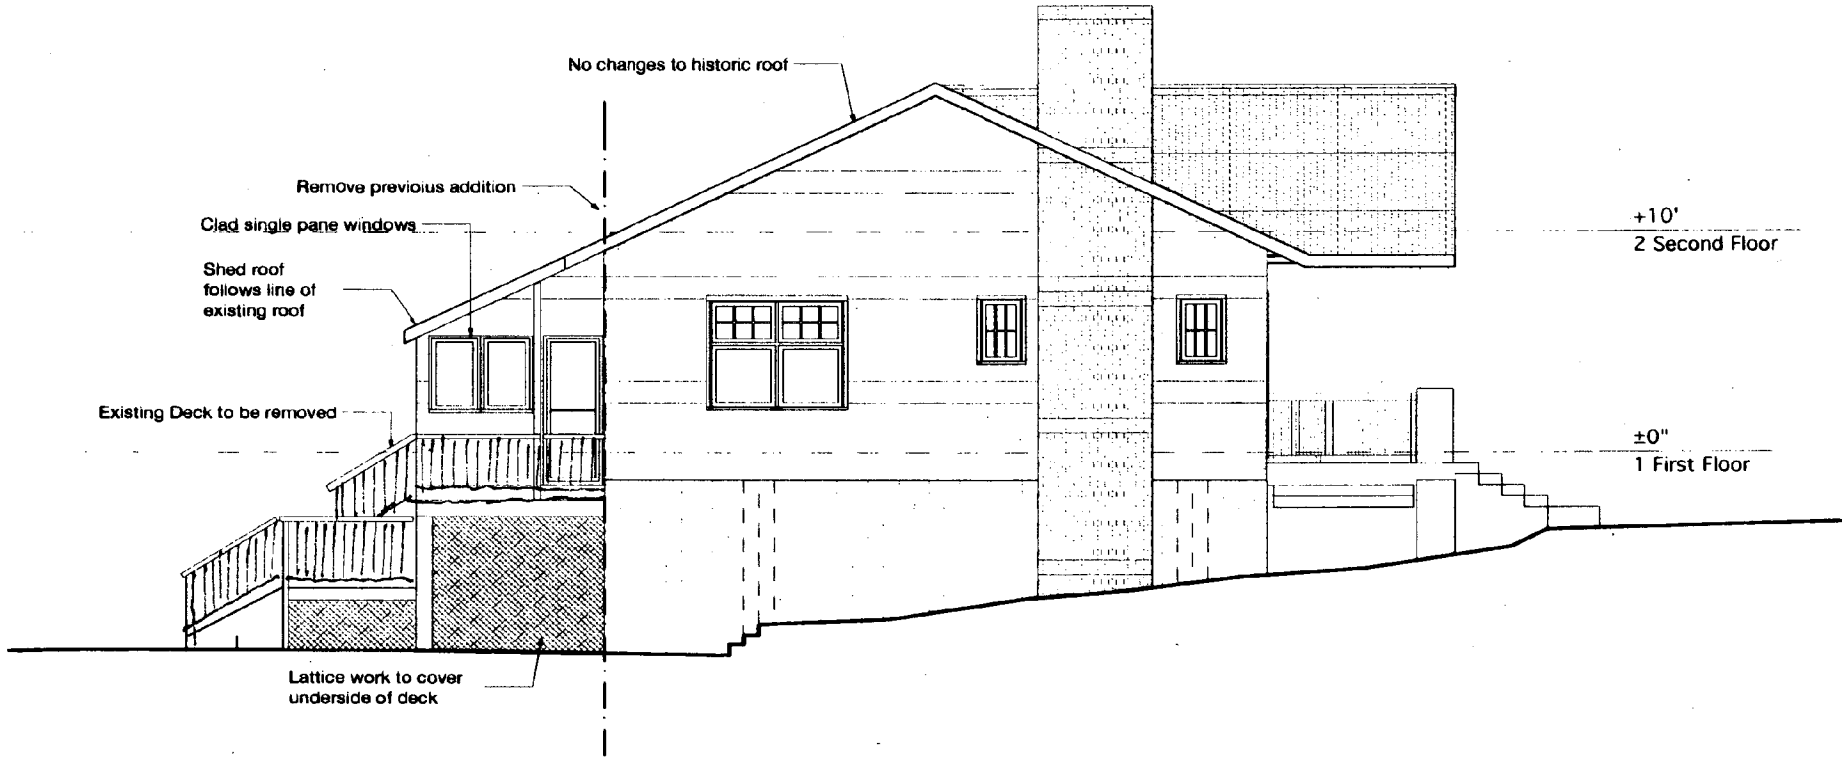 No changes to historic roof
Remove previoius addition
Clad single pane windows
Shed roof
follows line of
existing roof
+10'
2 Second Floor
Existing Deck to be removed
±0"
1 First Floor
Lattice work to cover
underside of deck